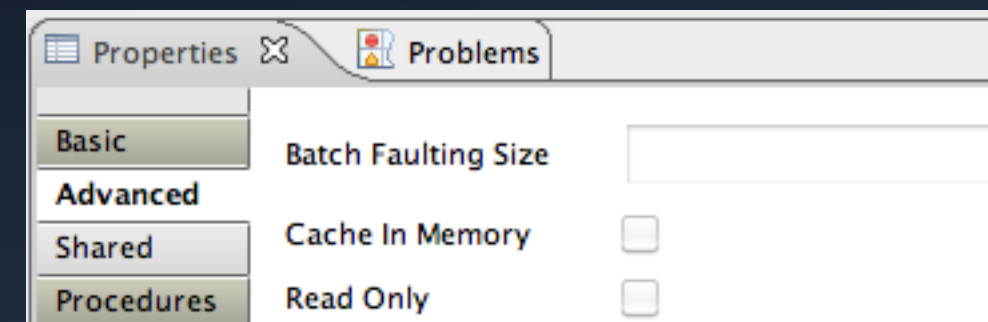 Properties Problems
Basic
Batch Faulting Size
Advanced
Cache In Memory
Shared
Read Only
Procedures